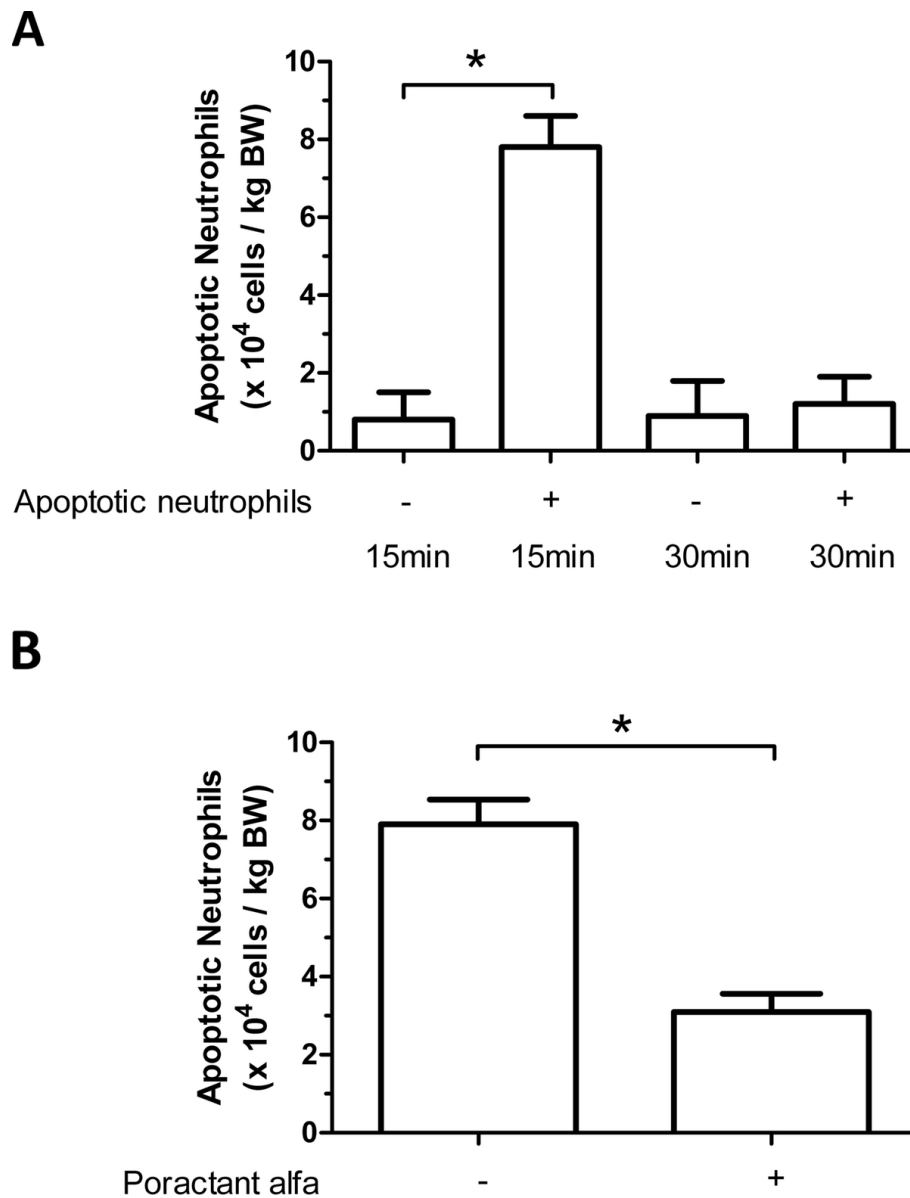 A
*
Apoptotic Neutrophils
(x 10⁴ cells / kg BW)
10
8
6
4
2
0
Apoptotic neutrophils - + - +
15min 15min 30min 30min
B
*
Apoptotic Neutrophils
(x 10⁴ cells / kg BW)
10
8
6
4
2
0
Poractant alfa - +